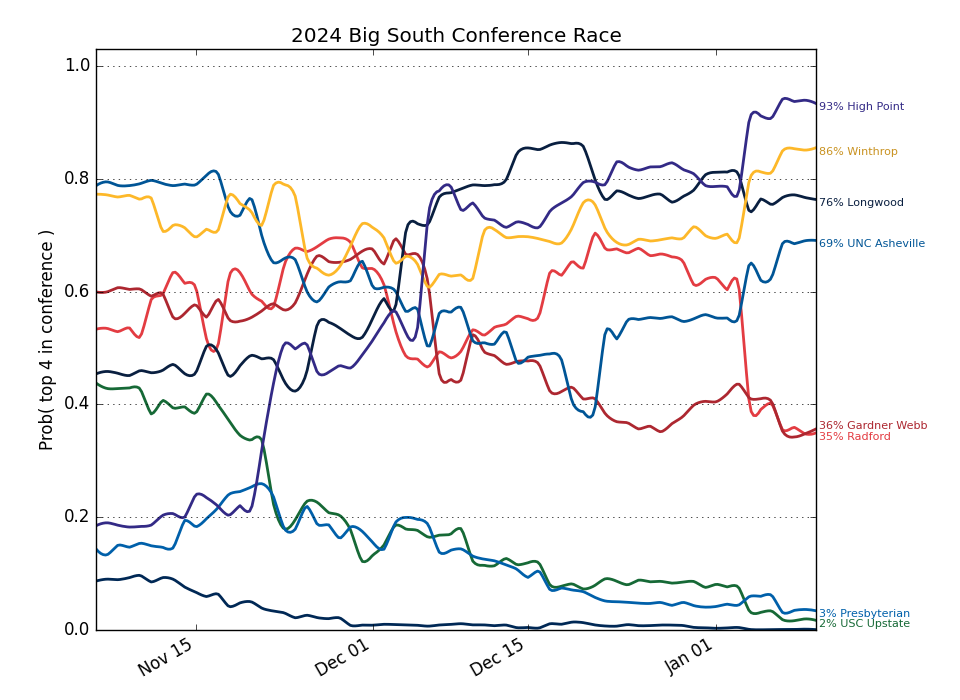 2024 Big South Conference Race
Prob( top 4 in conference )
1.0
0.8
0.6
0.4
0.2
0.0
Nov 15
Dec 01
Dec 15
Jan 01
93% High Point
86% Winthrop
76% Longwood
69% UNC Asheville
36% Gardner Webb
35% Radford
3% Presbyterian
2% USC Upstate